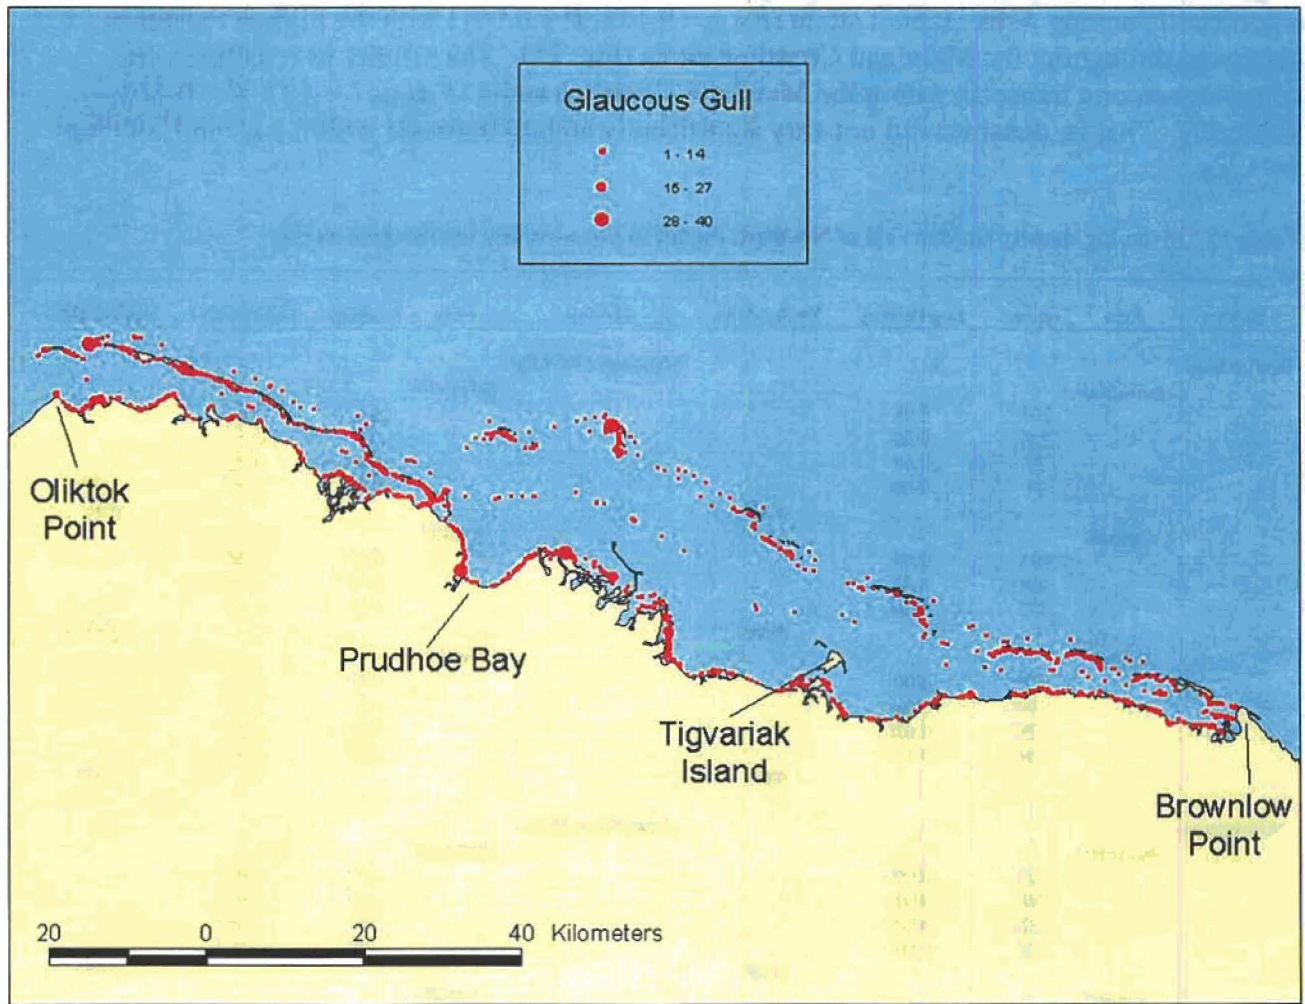 Glaucous Gull
1 - 14
15 - 27
28 - 40
Oliktok
Point
Prudhoe Bay
Tigvariak
Island
Brownlow
Point
20 0 20 40 Kilometers